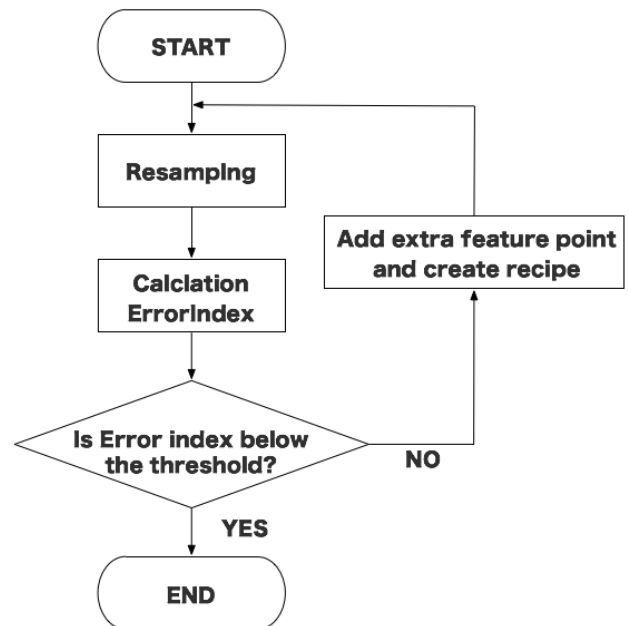 START
Resamplng
Calclation
ErrorIndex
Is Error index below
the threshold?
NO
Add extra feature point
and create recipe
YES
END